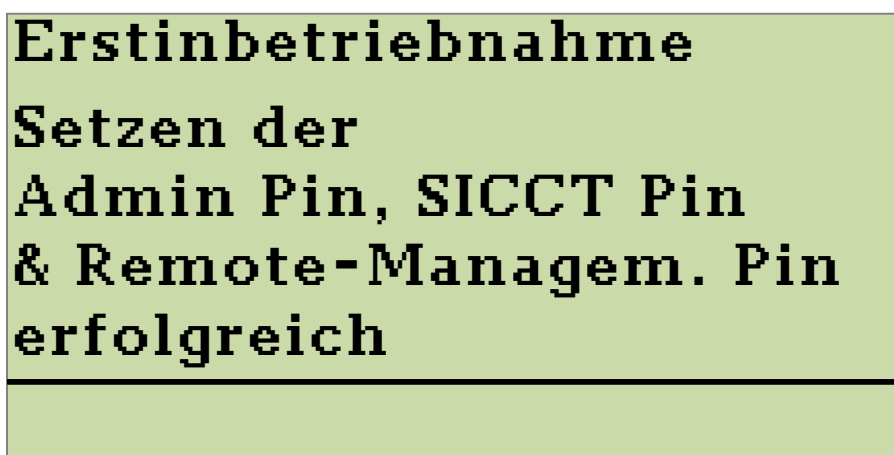 Erstinbetriebnahme
Setzen der
Admin Pin, SICCT Pin
& Remote-Managem. Pin
erfolgreich